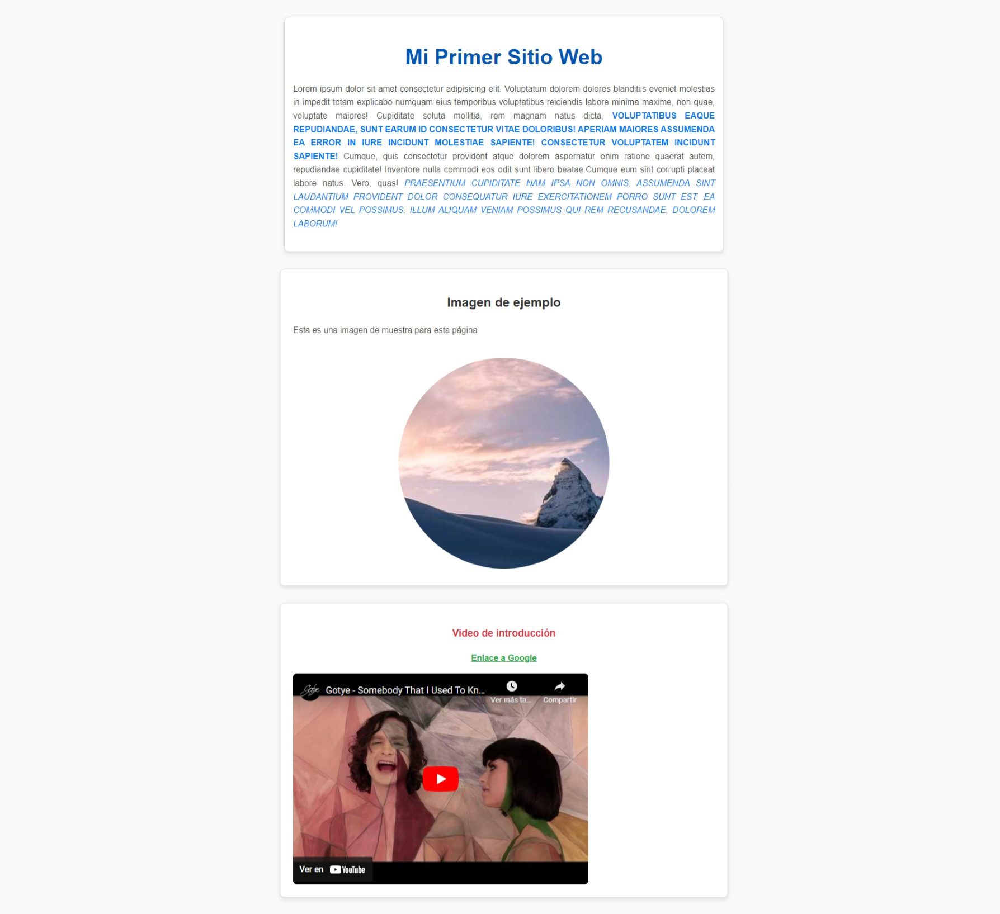 Mi Primer Sitio Web
Lorem ipsum dolor sit amet consectetur adipisicing elit. Voluptatum dolorem dolores blanditiis eveniet molestias
in impedit totam explicabo numquam eius temporibus voluptatibus reiciendis labore minima maxime, non quae,
voluptate maiores! Cupiditate soluta mollitia, rem magnam natus dicta, VOLUPTATIBUS EAQUE
REPUDIANDAE, SUNT EARUM ID CONSECTETUR VITAE DOLORIBUS! APERIAM MAIORES ASSUMENDA
EA ERROR IN IURE INCIDUNT MOLESTIAE SAPIENTE! CONSECTETUR VOLUPTATEM INCIDUNT
SAPIENTE! Cumque, quis consectetur provident atque dolorem aspernatur enim ratione quaerat autem,
repudiandae cupiditate! Inventore nulla commodi eos odit sunt libero beatae.Cumque eum sint corrupti placeat
labore natus. Vero, quas! PRAESENTIUM CUPIDITATE NAM IPSA NON OMNIS, ASSUMENDA SINT
LAUDANTIUM PROVIDENT DOLOR CONSEQUATUR IURE EXERCITATIONEM PORRO SUNT EST, EA
COMMODI VEL POSSIMUS. ILLUM ALIQUAM VENIAM POSSIMUS QUI REM RECUSANDAE, DOLOREM
LABORUM!
Imagen de ejemplo
Esta es una imagen de muestra para esta página
Video de introducción
Enlace a Google
Gotye
Gotye - Somebody That I Used To Kn...
Ver más ta...
Compartir
Ver en YouTube